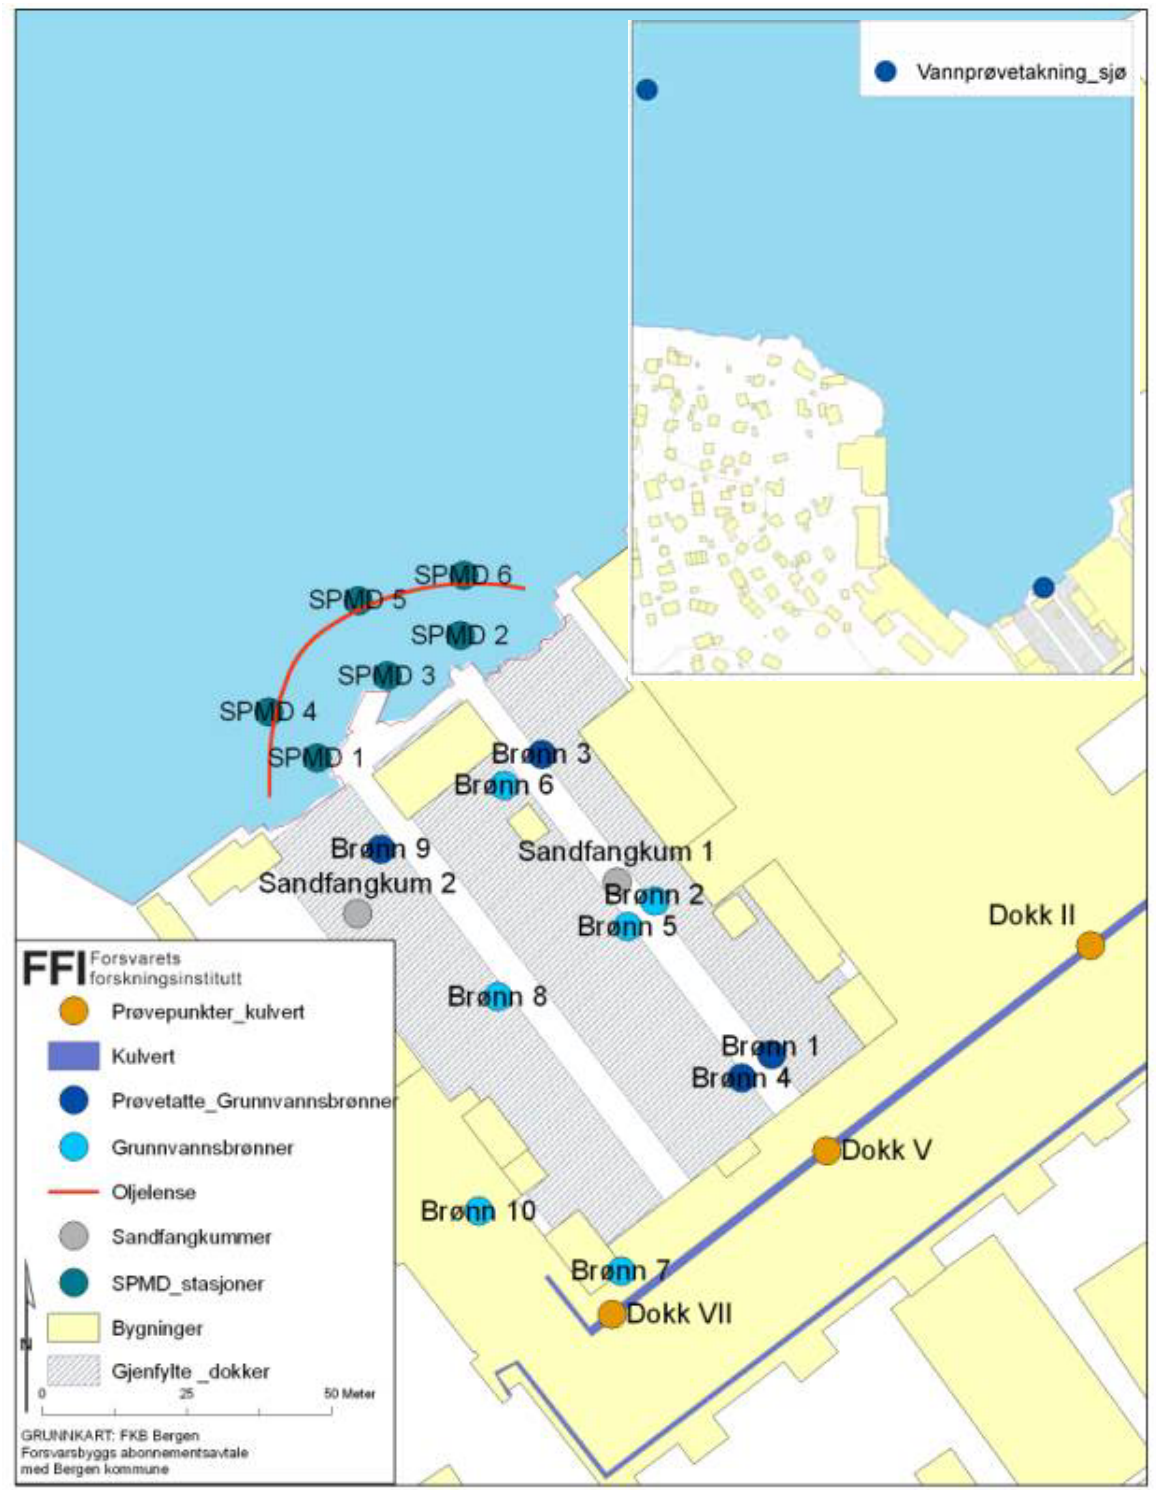 Vannprøvetakning_sjø
SPMD 6
SPMD 5
SPMD 2
SPMD 3
SPMD 4
SPMD 1
Brønn 3
Brønn 6
Brønn 9
Sandfangkum 1
Sandfangkum 2
Brønn 2
Brønn 5
Dokk II
Brønn 8
Brønn 1
Brønn 4
Dokk V
Brønn 10
Brønn 7
Dokk VII
FFI Forsvarets
forskningsinstitutt
Prøvepunkter_kulvert
Kulvert
Prøvetatte_Grunnvannsbrønner
Grunnvannsbrønner
Oljelense
Sandfangkummer
SPMD_stasjoner
Bygninger
N
Gjenfylte _dokker
0 25 50 Meter
GRUNNKART: FKB Bergen
Forsvarsbyggs abonnementsavtale
med Bergen kommune